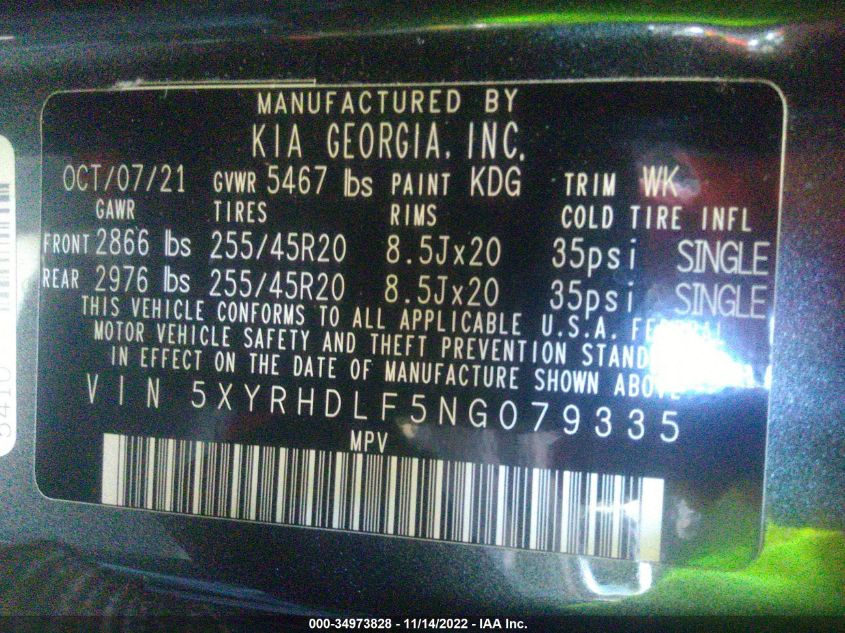 MANUFACTURED BY
KIA GEORGIA, INC.
OCT/07/21 GVWR 5467 lbs PAINT KDG TRIM WK
GAWR TIRES RIMS COLD TIRE INFL
FRONT 2866 lbs 255/45R20 8.5Jx20 35psi SINGLE
REAR 2976 lbs 255/45R20 8.5Jx20 35psi SINGLE
THIS VEHICLE CONFORMS TO ALL APPLICABLE U.S.A.
MOTOR VEHICLE SAFETY AND THEFT PREVENTION
IN EFFECT ON THE DATE OF MANUFACTURE SHOWN ABOVE
VIN 5XYRHDLF5NG079335
MPV
5410
000-34973828 - 11/14/2022 - IAA Inc.